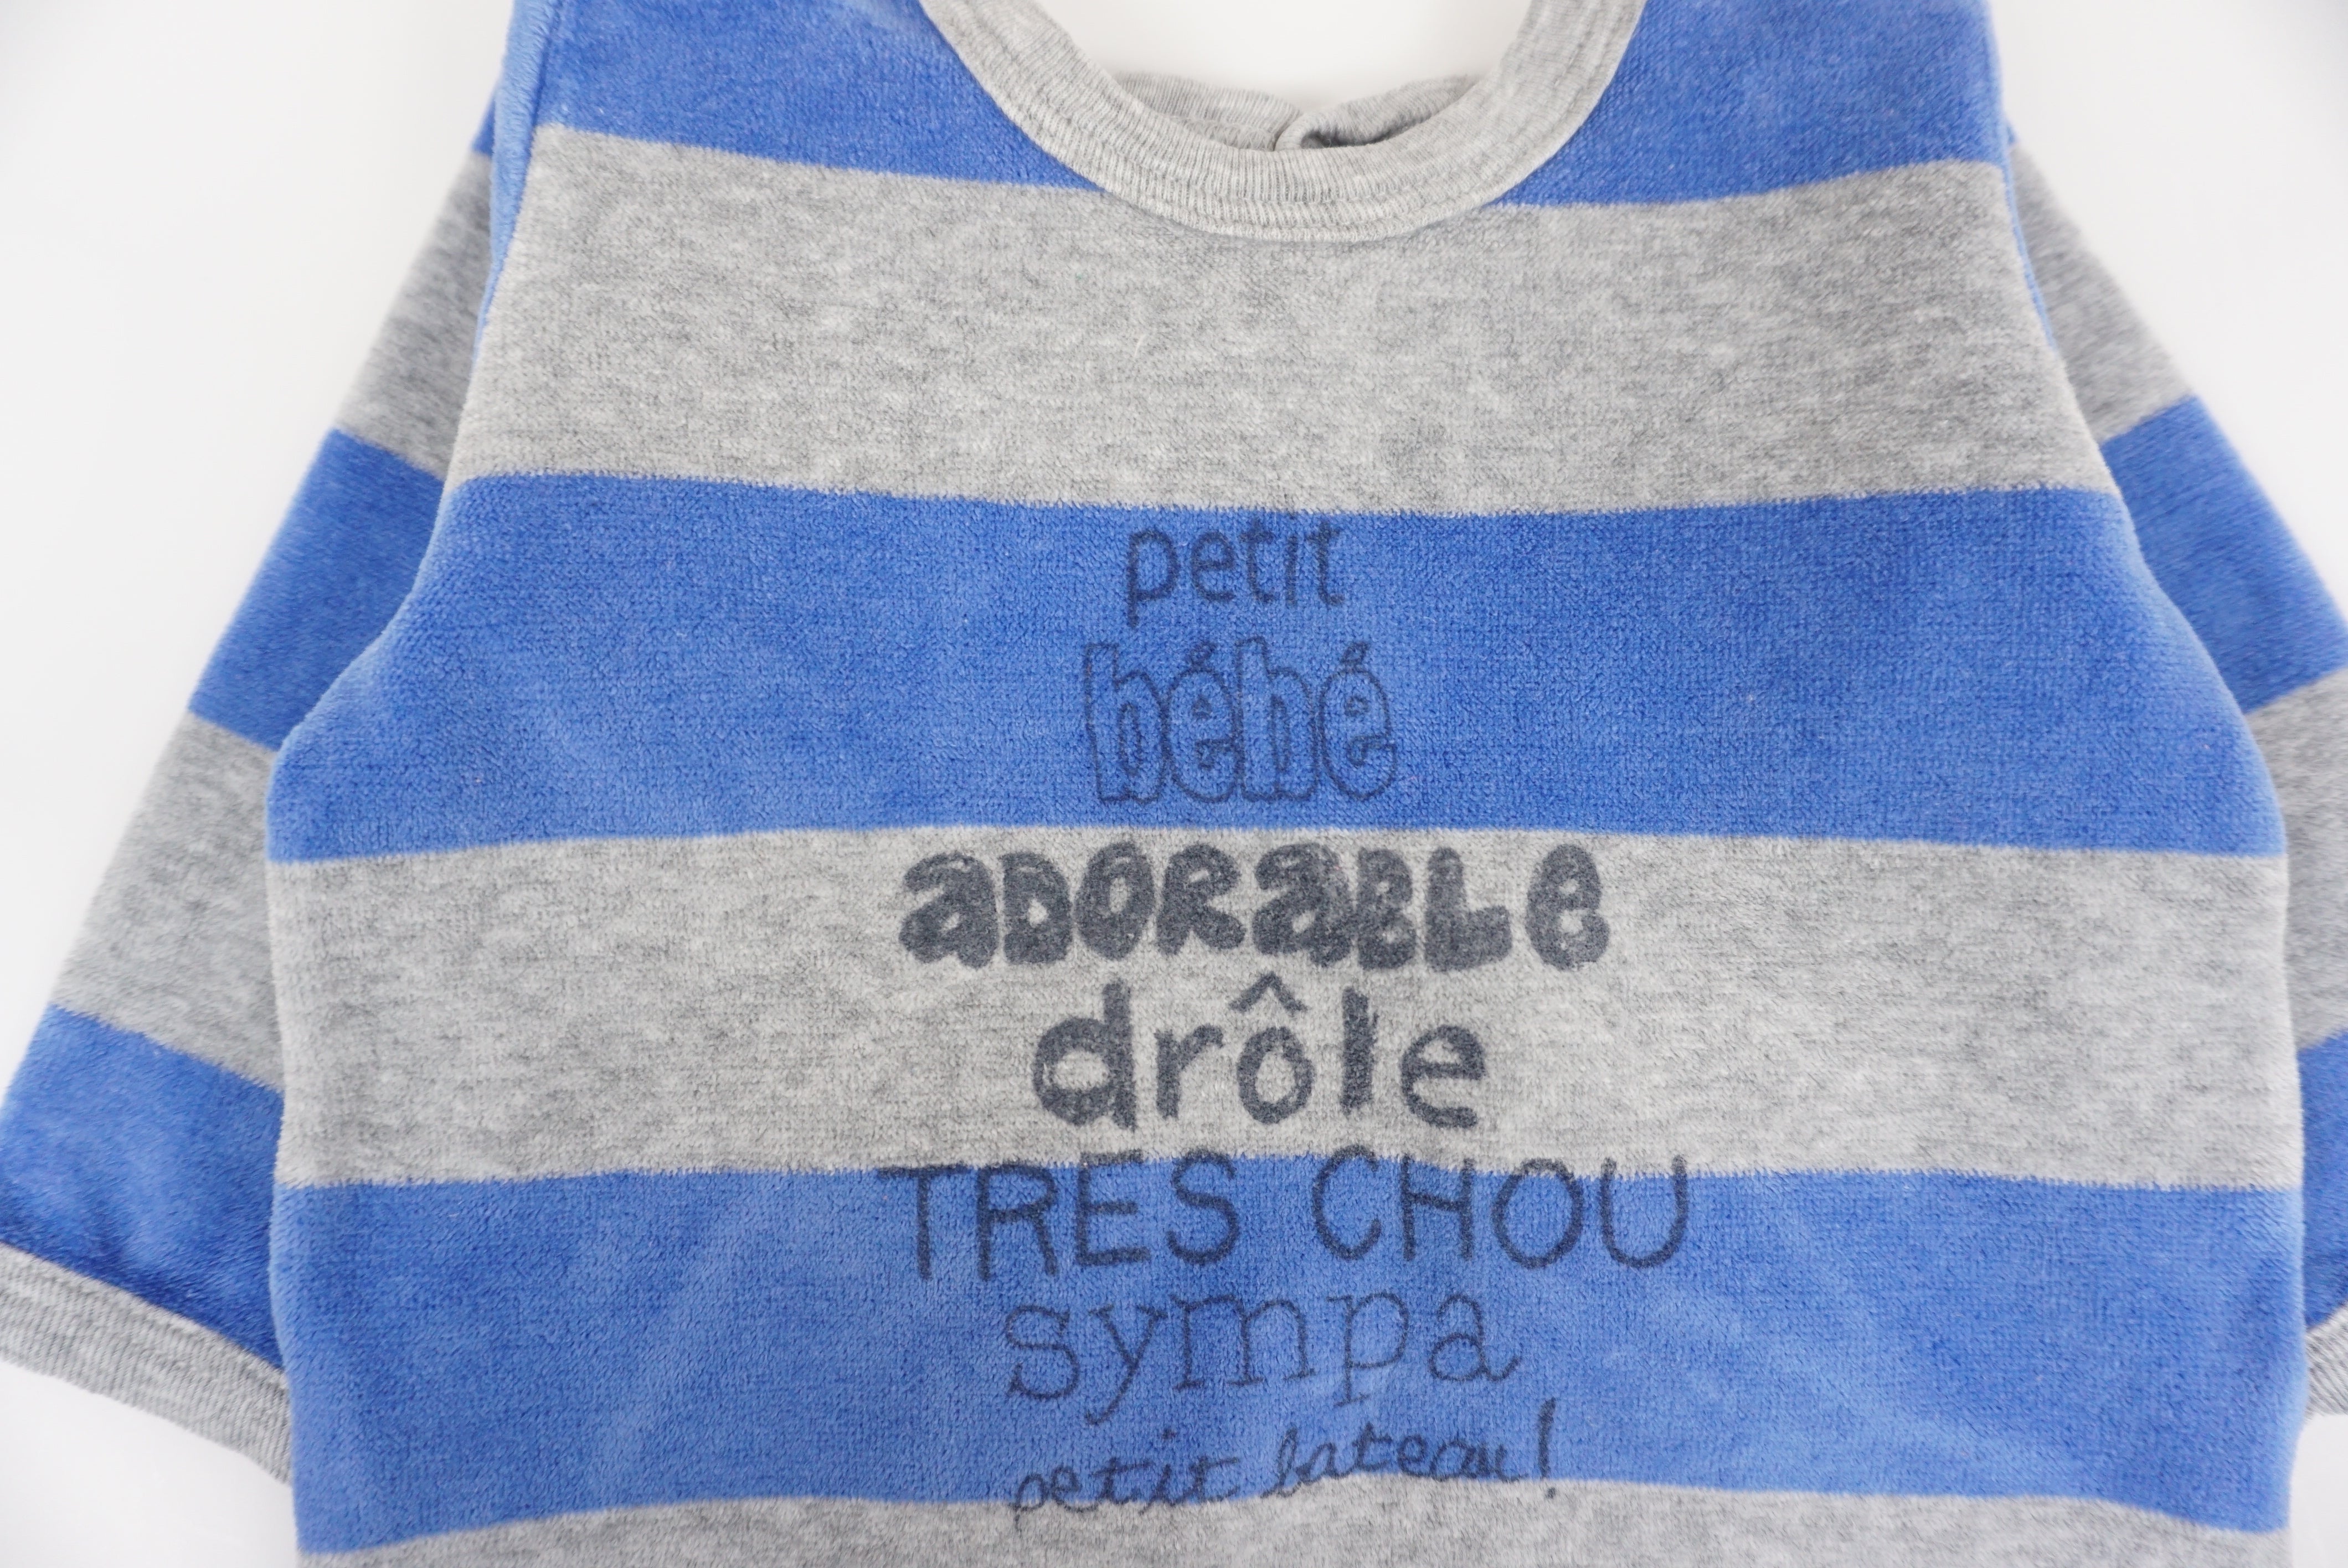 petit
bébé
ADORABLe
drôle
TRES CHOU
sympa
petit bateau!